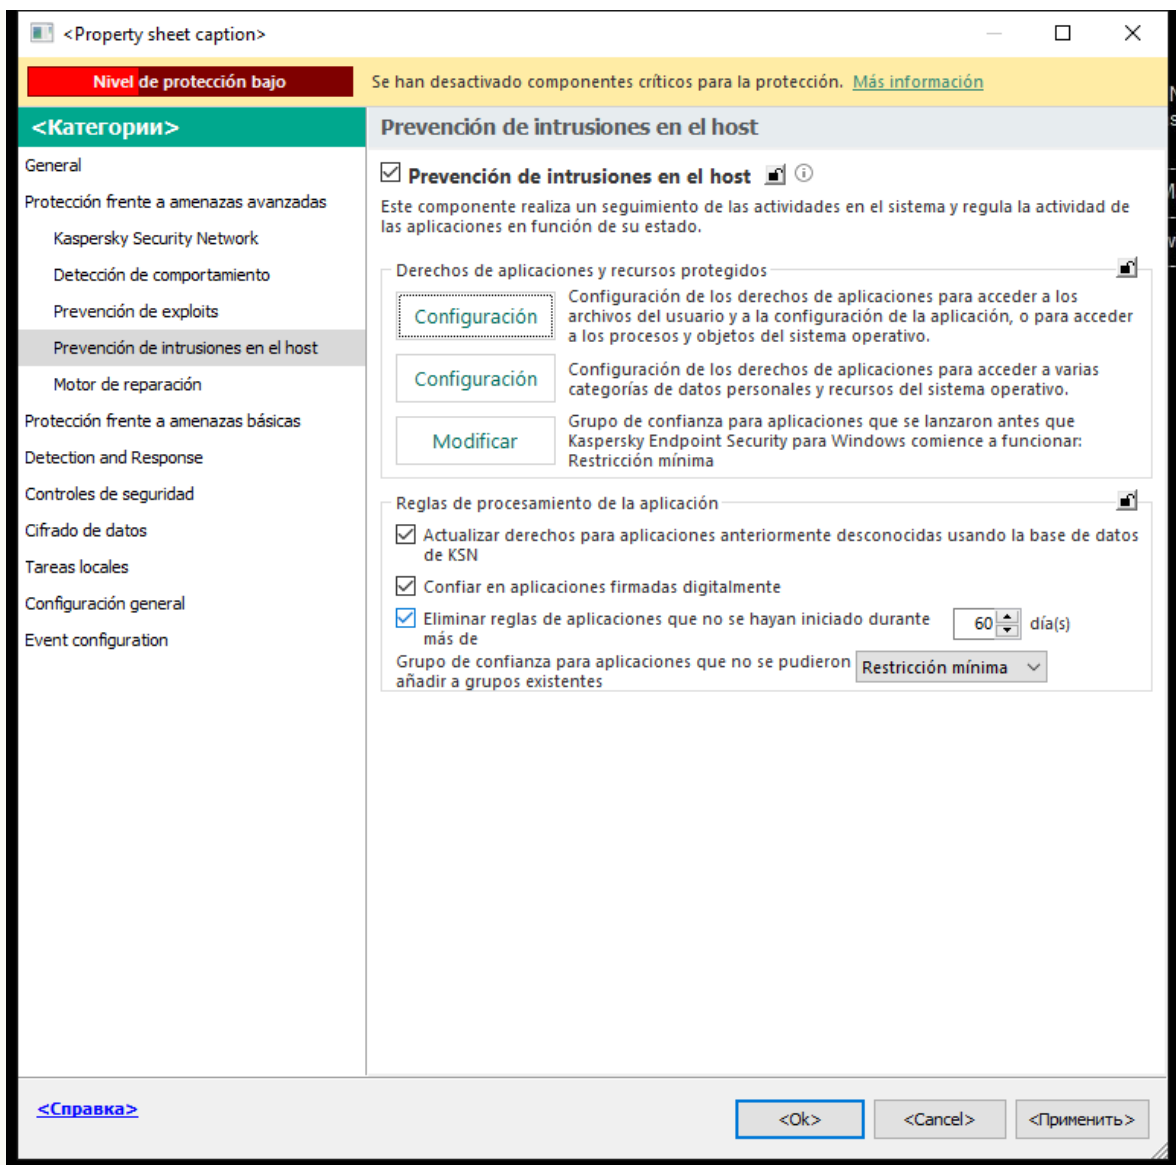 <Property sheet caption>
Nivel de protección bajo
Se han desactivado componentes críticos para la protección. Más información
<Категории>
General
Protección frente a amenazas avanzadas
Kaspersky Security Network
Detección de comportamiento
Prevención de exploits
Prevención de intrusiones en el host
Motor de reparación
Protección frente a amenazas básicas
Detection and Response
Controles de seguridad
Cifrado de datos
Tareas locales
Configuración general
Event configuration
Prevención de intrusiones en el host
Prevención de intrusiones en el host
Este componente realiza un seguimiento de las actividades en el sistema y regula la actividad de
las aplicaciones en función de su estado.
Derechos de aplicaciones y recursos protegidos
Configuración
Configuración de los derechos de aplicaciones para acceder a los
archivos del usuario y a la configuración de la aplicación, o para acceder
a los procesos y objetos del sistema operativo.
Configuración
Configuración de los derechos de aplicaciones para acceder a varias
categorías de datos personales y recursos del sistema operativo.
Modificar
Grupo de confianza para aplicaciones que se lanzaron antes que
Kaspersky Endpoint Security para Windows comience a funcionar:
Restricción mínima
Reglas de procesamiento de la aplicación
Actualizar derechos para aplicaciones anteriormente desconocidas usando la base de datos
de KSN
Confiar en aplicaciones firmadas digitalmente
Eliminar reglas de aplicaciones que no se hayan iniciado durante
más de
60 día(s)
Grupo de confianza para aplicaciones que no se pudieron
añadir a grupos existentes
Restricción mínima
<Справка>
<Ok>
<Cancel>
<Применить>